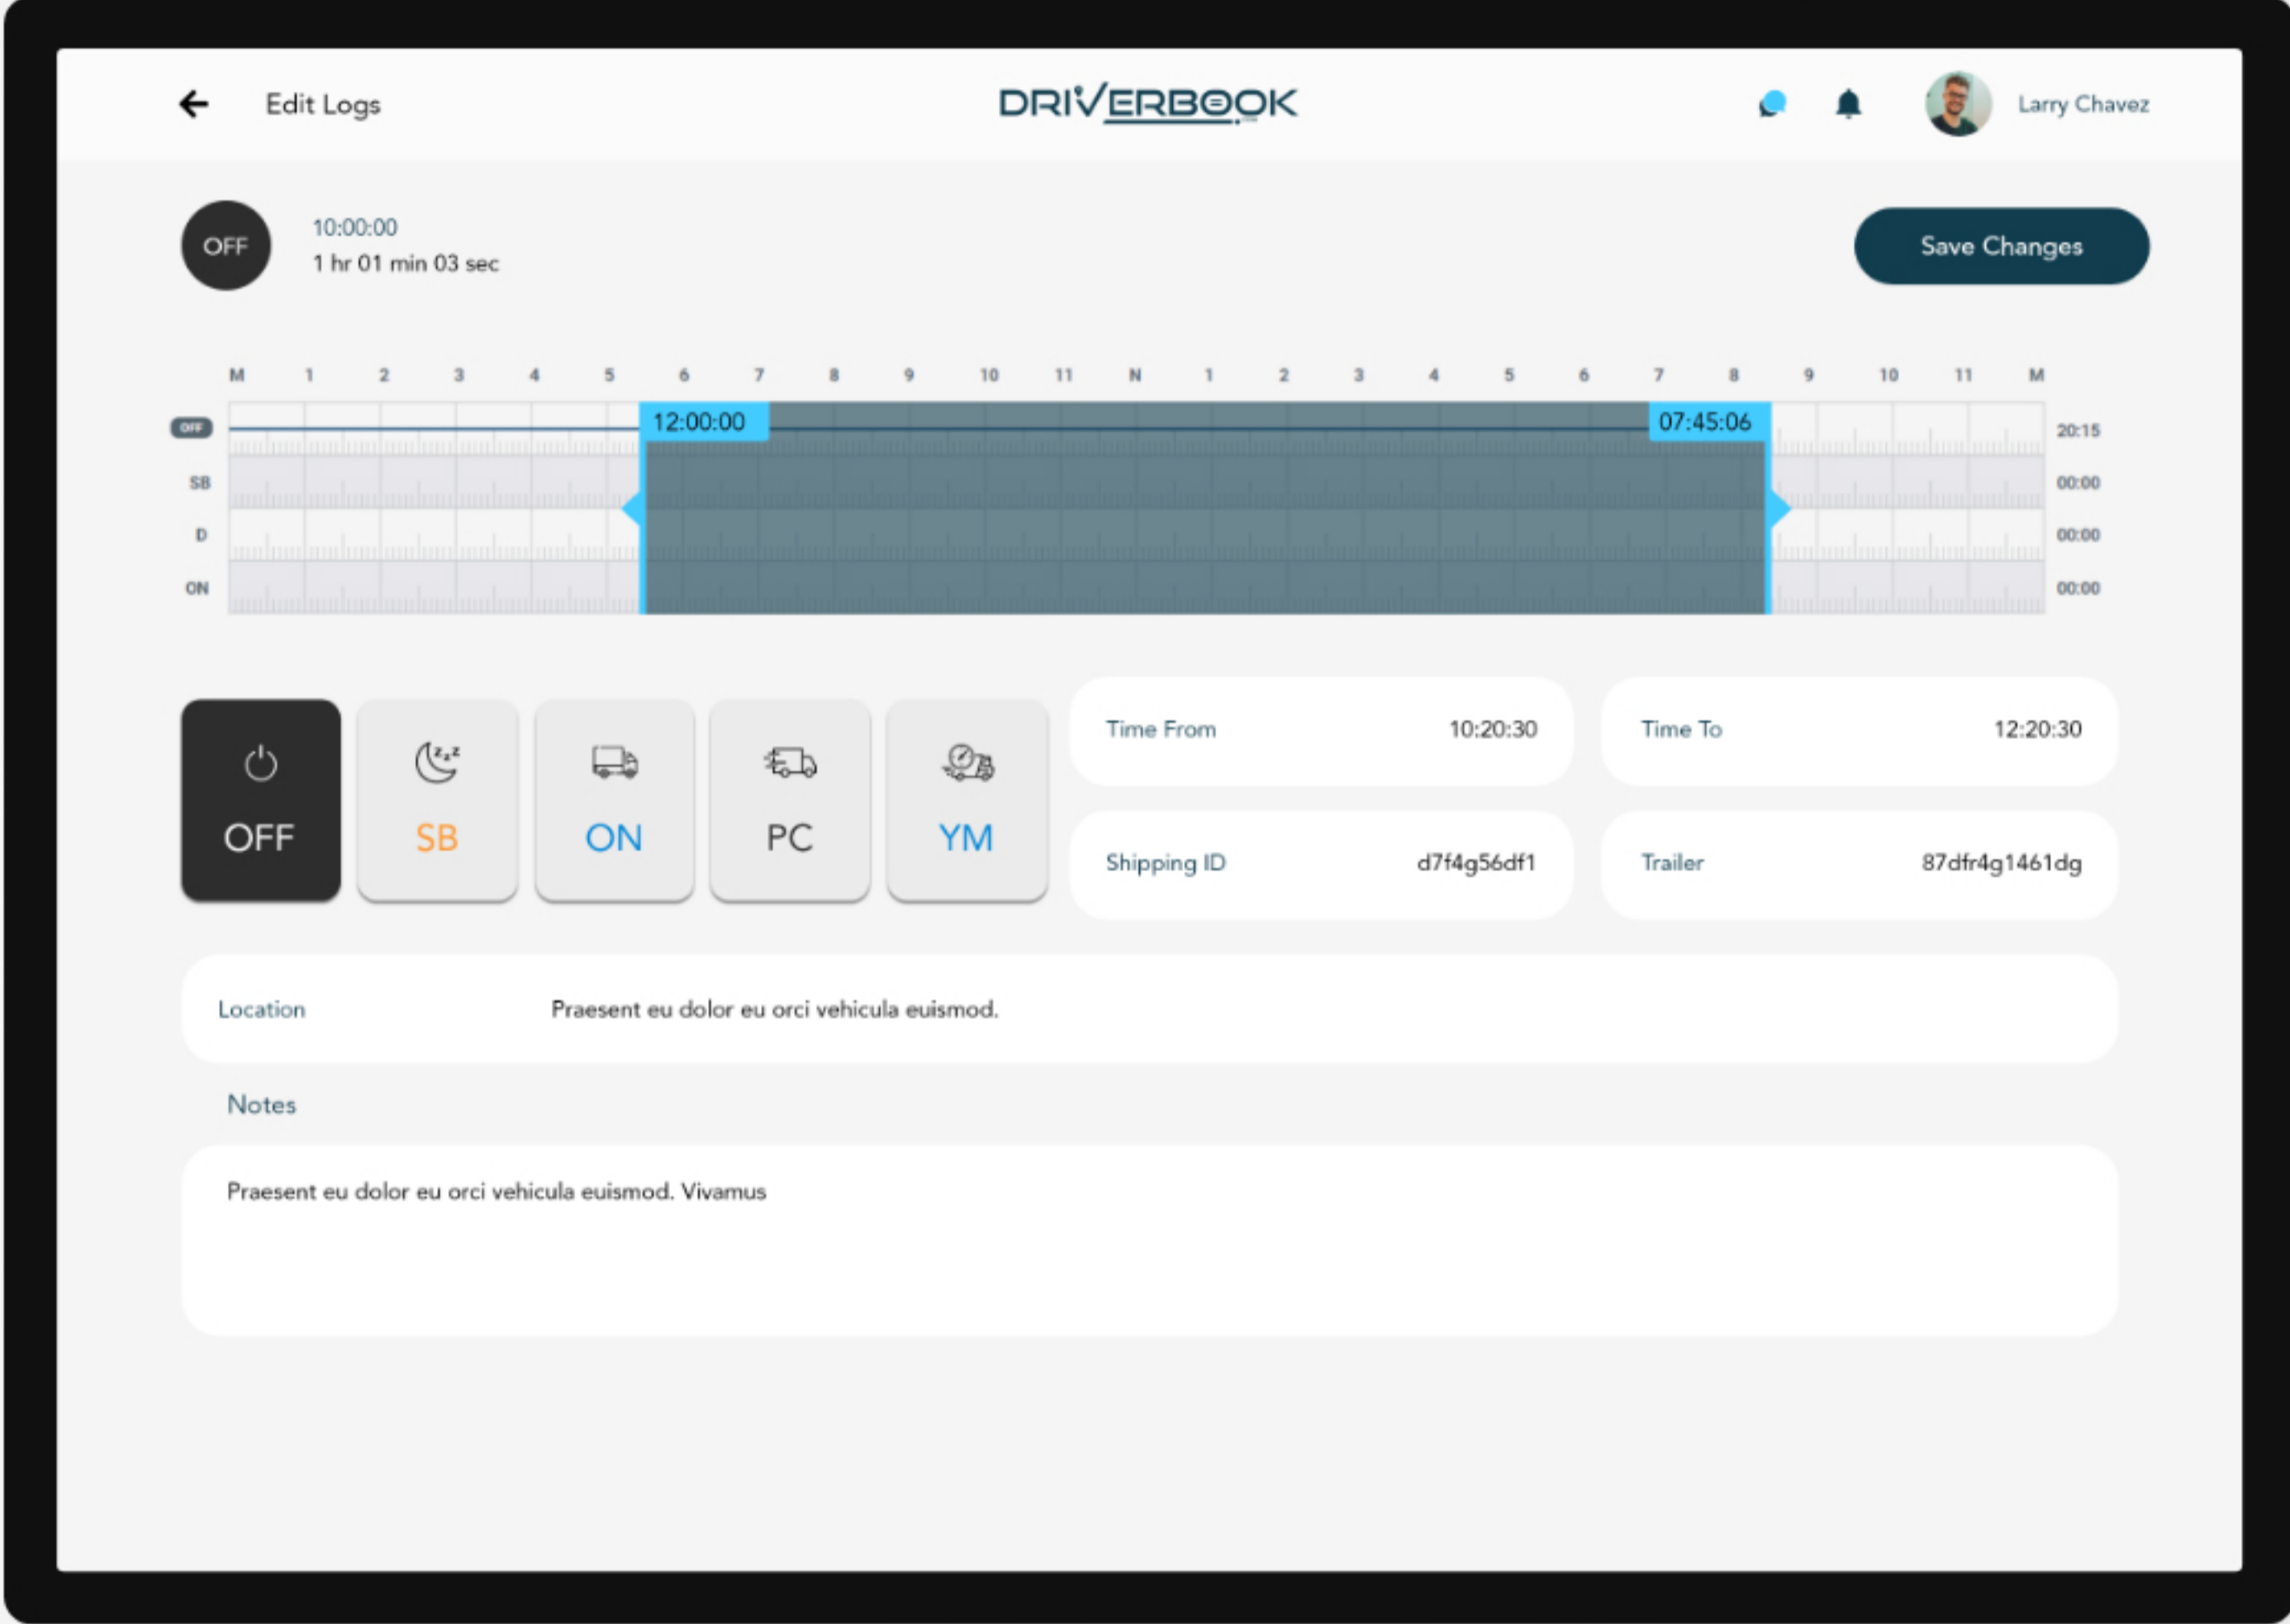 Edit Logs
DRIVERBOOK
Larry Chavez
OFF
10:00:00
1 hr 01 min 03 sec
Save Changes
M 1 2 3 4 5 6 7 8 9 10 11 N 1 2 3 4 5 6 7 8 9 10 11 M
OFF 12:00:00 07:45:06 20:15
SB 00:00
D 00:00
ON 00:00
OFF SB ON PC YM
Time From 10:20:30
Time To 12:20:30
Shipping ID d7f4g56df1
Trailer 87dfr4g1461dg
Location Praesent eu dolor eu orci vehicula euismod.
Notes
Praesent eu dolor eu orci vehicula euismod. Vivamus